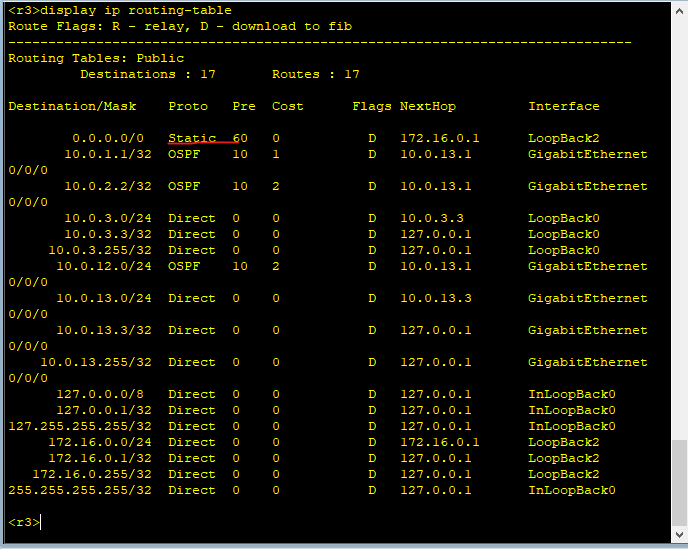 <r3>display ip routing-table
Route Flags: R - relay, D - download to fib
------------------------------------------------------------------------------
Routing Tables: Public
         Destinations : 17       Routes : 17

Destination/Mask    Proto   Pre  Cost      Flags NextHop         Interface

        0.0.0.0/0   Static  60   0           D   172.16.0.1      LoopBack2
       10.0.1.1/32  OSPF    10   1           D   10.0.13.1       GigabitEthernet
0/0/0
       10.0.2.2/32  OSPF    10   2           D   10.0.13.1       GigabitEthernet
0/0/0
       10.0.3.0/24  Direct  0    0           D   10.0.3.3        LoopBack0
       10.0.3.3/32  Direct  0    0           D   127.0.0.1       LoopBack0
     10.0.3.255/32  Direct  0    0           D   127.0.0.1       LoopBack0
      10.0.12.0/24  OSPF    10   2           D   10.0.13.1       GigabitEthernet
0/0/0
      10.0.13.0/24  Direct  0    0           D   10.0.13.3       GigabitEthernet
0/0/0
      10.0.13.3/32  Direct  0    0           D   127.0.0.1       GigabitEthernet
0/0/0
    10.0.13.255/32  Direct  0    0           D   127.0.0.1       GigabitEthernet
0/0/0
      127.0.0.0/8   Direct  0    0           D   127.0.0.1       InLoopBack0
      127.0.0.1/32  Direct  0    0           D   127.0.0.1       InLoopBack0
127.255.255.255/32  Direct  0    0           D   127.0.0.1       InLoopBack0
     172.16.0.0/24  Direct  0    0           D   172.16.0.1      LoopBack2
     172.16.0.1/32  Direct  0    0           D   127.0.0.1       LoopBack2
   172.16.0.255/32  Direct  0    0           D   127.0.0.1       LoopBack2
255.255.255.255/32  Direct  0    0           D   127.0.0.1       InLoopBack0

<r3>